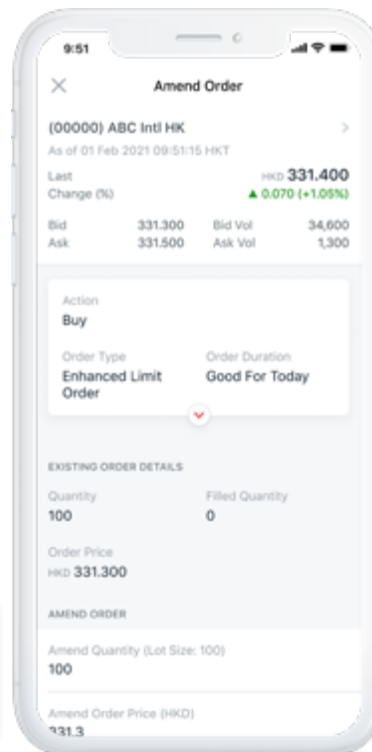 9:51
Amend Order
(00000) ABC Intl HK
As of 01 Feb 2021 09:51:15 HKT
Last HKD 331.400
Change (%) ▲ 0.070 (+1.05%)
Bid 331.300 Bid Vol 34,600
Ask 331.500 Ask Vol 1,300
Action
Buy
Order Type Order Duration
Enhanced Limit Good For Today
Order
EXISTING ORDER DETAILS
Quantity Filled Quantity
100 0
Order Price
HKD 331.300
AMEND ORDER
Amend Quantity (Lot Size: 100)
100
Amend Order Price (HKD)
331.3